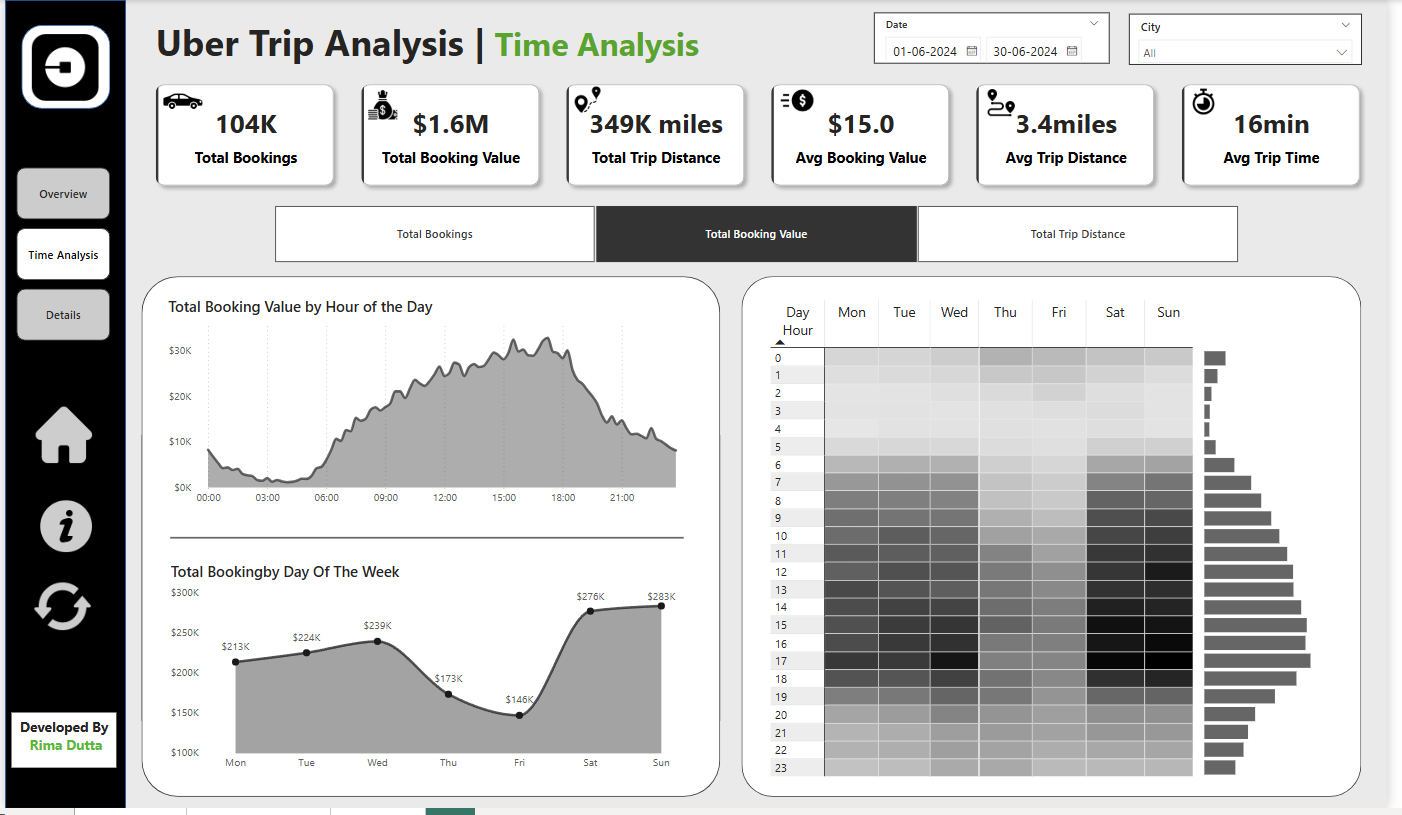 Uber Trip Analysis | Time Analysis
Date
01-06-2024 30-06-2024
City
All
104K
Total Bookings
$1.6M
Total Booking Value
349K miles
Total Trip Distance
$15.0
Avg Booking Value
3.4miles
Avg Trip Distance
16min
Avg Trip Time
Overview
Time Analysis
Details
Developed By
Rima Dutta
Total Bookings
Total Booking Value
Total Trip Distance
Total Booking Value by Hour of the Day
$30K
$20K
$10K
$0K
00:00 03:00 06:00 09:00 12:00 15:00 18:00 21:00
Total Bookingby Day Of The Week
$300K
$250K
$200K
$150K
$100K
$213K
$224K
$239K
$173K
$146K
$276K
$283K
Mon Tue Wed Thu Fri Sat Sun
Day Mon Tue Wed Thu Fri Sat Sun
Hour
0
1
2
3
4
5
6
7
8
9
10
11
12
13
14
15
16
17
18
19
20
21
22
23